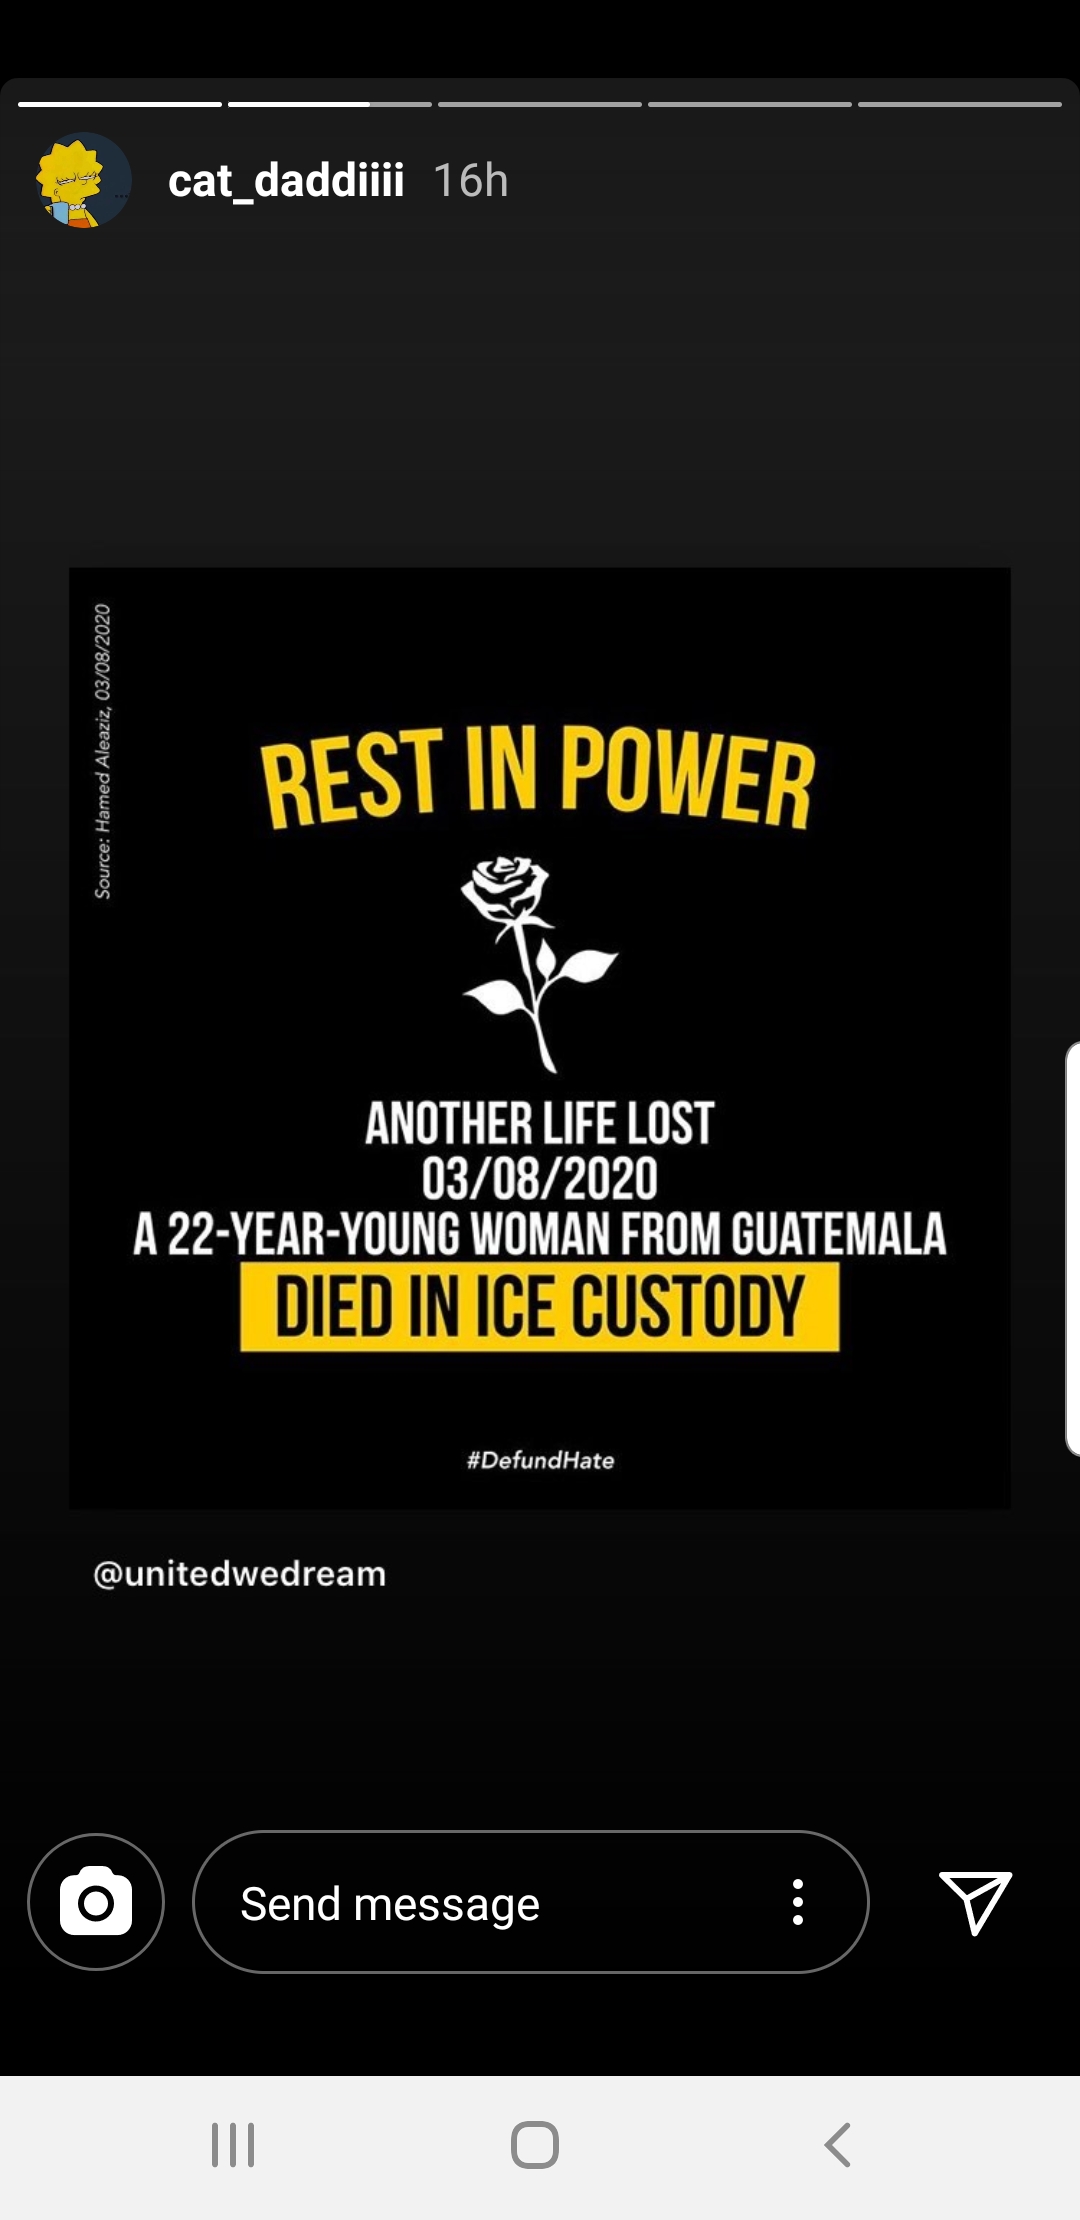 cat_daddiiii 16h
Source: Hamed Aleaziz, 03/08/2020
REST IN POWER
ANOTHER LIFE LOST
03/08/2020
A 22-YEAR-YOUNG WOMAN FROM GUATEMALA
DIED IN ICE CUSTODY
#DefundHate
@unitedwedream
Send message